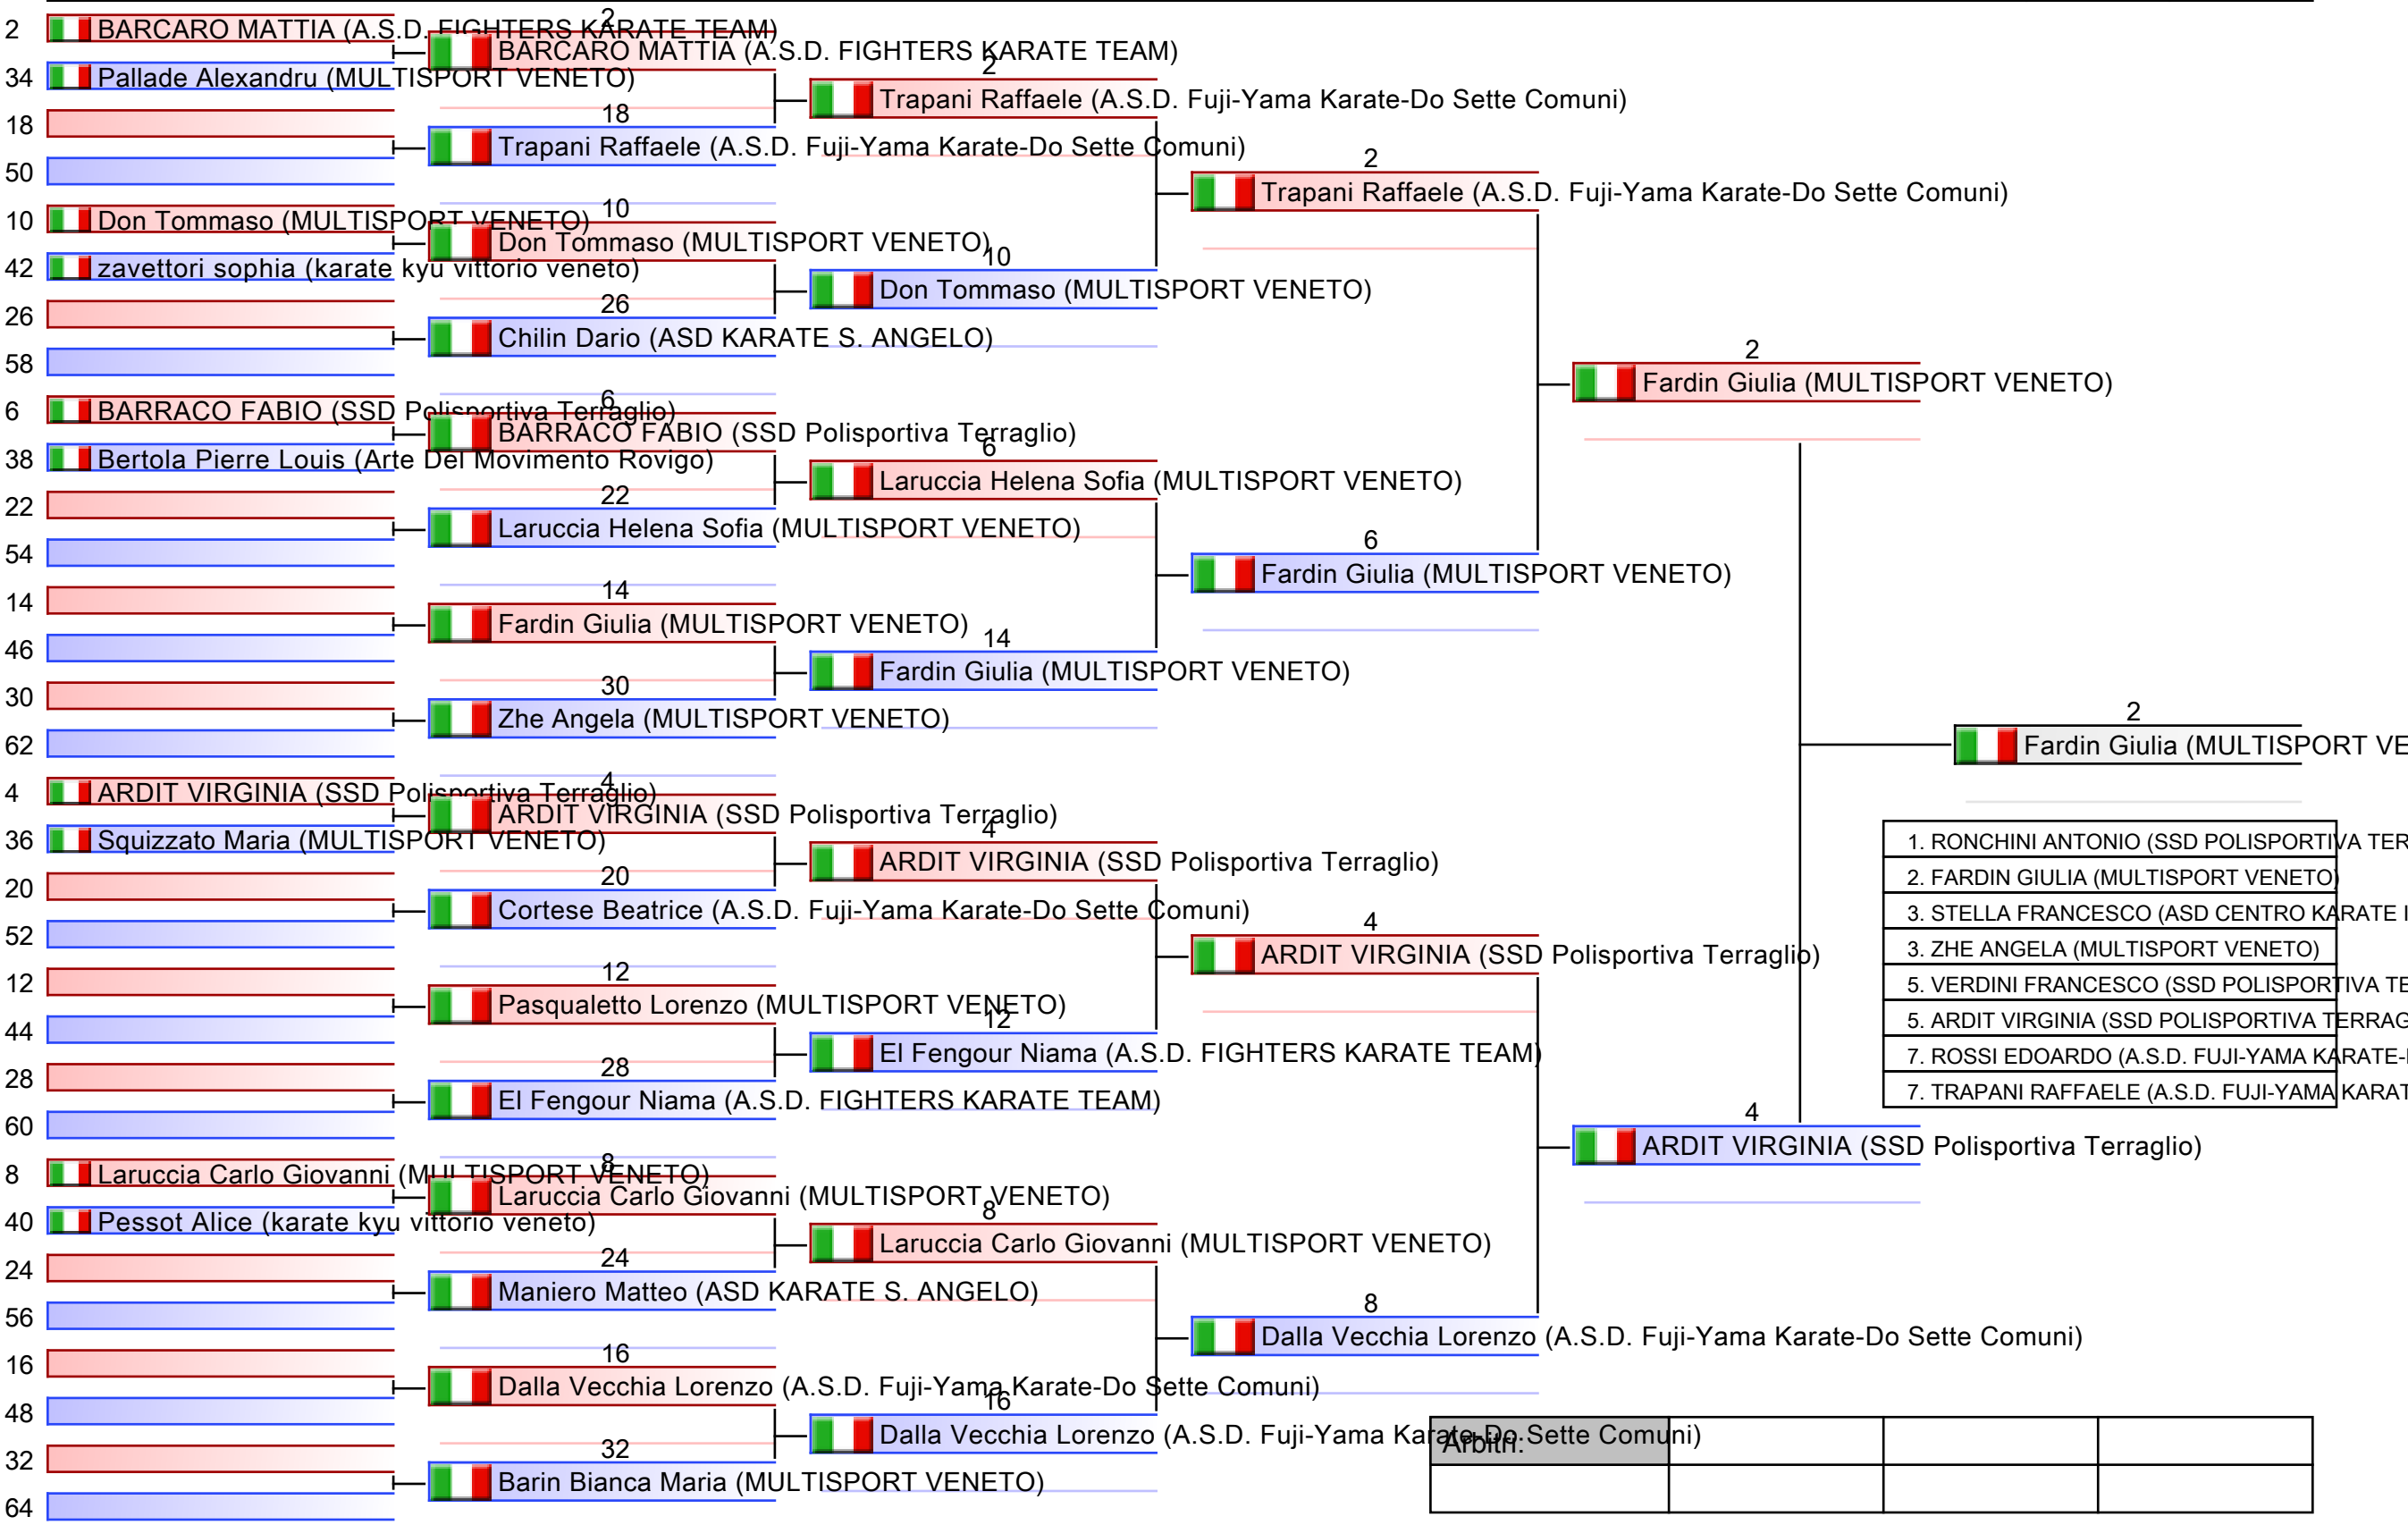 2 BARCARO MATTIA (A.S.D. FIGHTERS KARATE TEAM)
34 Pallade Alexandru (MULTISPORT VENETO)
18
50
10 Don Tommaso (MULTISPORT VENETO)
42 zavettori sophia (karate kyu vittorio veneto)
26
58
6 BARRACO FABIO (SSD Polisportiva Terraglio)
38 Bertola Pierre Louis (Arte Del Movimento Rovigo)
22
54
14
46
30
62
4 ARDIT VIRGINIA (SSD Polisportiva Terraglio)
36 Squizzato Maria (MULTISPORT VENETO)
20
52
12
44
28
60
8 Laruccia Carlo Giovanni (MULTISPORT VENETO)
40 Pessot Alice (karate kyu vittorio veneto)
24
56
16
48
32
64
2
BARCARO MATTIA (A.S.D. FIGHTERS KARATE TEAM)
18
Trapani Raffaele (A.S.D. Fuji-Yama Karate-Do Sette Comuni)
10
Don Tommaso (MULTISPORT VENETO)
26
Chilin Dario (ASD KARATE S. ANGELO)
6
BARRACO FABIO (SSD Polisportiva Terraglio)
22
Laruccia Helena Sofia (MULTISPORT VENETO)
14
Fardin Giulia (MULTISPORT VENETO)
30
Zhe Angela (MULTISPORT VENETO)
4
ARDIT VIRGINIA (SSD Polisportiva Terraglio)
20
Cortese Beatrice (A.S.D. Fuji-Yama Karate-Do Sette Comuni)
12
Pasqualetto Lorenzo (MULTISPORT VENETO)
28
El Fengour Niama (A.S.D. FIGHTERS KARATE TEAM)
8
Laruccia Carlo Giovanni (MULTISPORT VENETO)
24
Maniero Matteo (ASD KARATE S. ANGELO)
16
Dalla Vecchia Lorenzo (A.S.D. Fuji-Yama Karate-Do Sette Comuni)
32
Barin Bianca Maria (MULTISPORT VENETO)
2
Trapani Raffaele (A.S.D. Fuji-Yama Karate-Do Sette Comuni)
10
Don Tommaso (MULTISPORT VENETO)
6
Laruccia Helena Sofia (MULTISPORT VENETO)
14
Fardin Giulia (MULTISPORT VENETO)
4
ARDIT VIRGINIA (SSD Polisportiva Terraglio)
12
El Fengour Niama (A.S.D. FIGHTERS KARATE TEAM)
8
Laruccia Carlo Giovanni (MULTISPORT VENETO)
16
Dalla Vecchia Lorenzo (A.S.D. Fuji-Yama Karate-Do Sette Comuni)
2
Trapani Raffaele (A.S.D. Fuji-Yama Karate-Do Sette Comuni)
6
Fardin Giulia (MULTISPORT VENETO)
4
ARDIT VIRGINIA (SSD Polisportiva Terraglio)
8
Dalla Vecchia Lorenzo (A.S.D. Fuji-Yama Karate-Do Sette Comuni)
2
Fardin Giulia (MULTISPORT VENETO)
4
ARDIT VIRGINIA (SSD Polisportiva Terraglio)
2
Fardin Giulia (MULTISPORT VE
1. RONCHINI ANTONIO (SSD POLISPORTIVA TER
2. FARDIN GIULIA (MULTISPORT VENETO)
3. STELLA FRANCESCO (ASD CENTRO KARATE
3. ZHE ANGELA (MULTISPORT VENETO)
5. VERDINI FRANCESCO (SSD POLISPORTIVA TE
5. ARDIT VIRGINIA (SSD POLISPORTIVA TERRAG
7. ROSSI EDOARDO (A.S.D. FUJI-YAMA KARATE-
7. TRAPANI RAFFAELE (A.S.D. FUJI-YAMA KARAT
Arbitri: